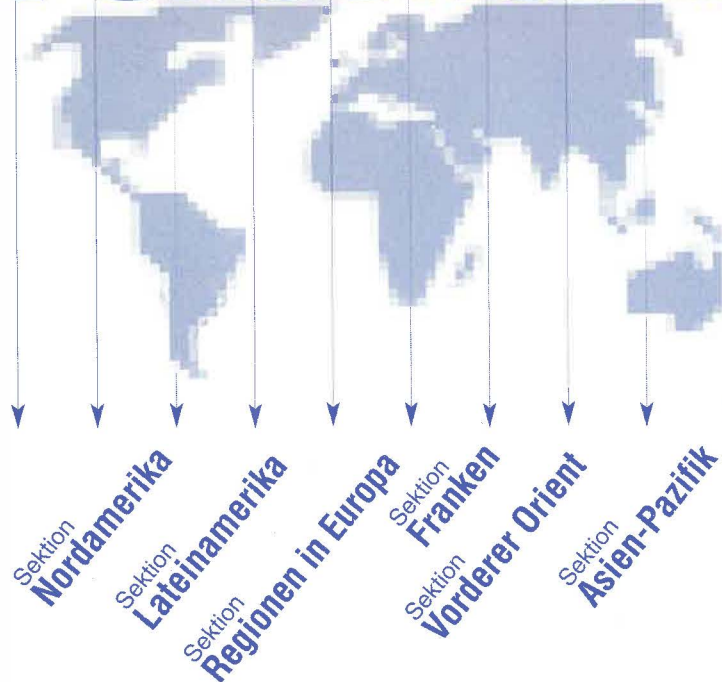 Sektion
Nordamerika
Sektion
Lateinamerika
Sektion
Regionen in Europa
Sektion
Franken
Sektion
Vorderer Orient
Sektion
Asien-Pazifik